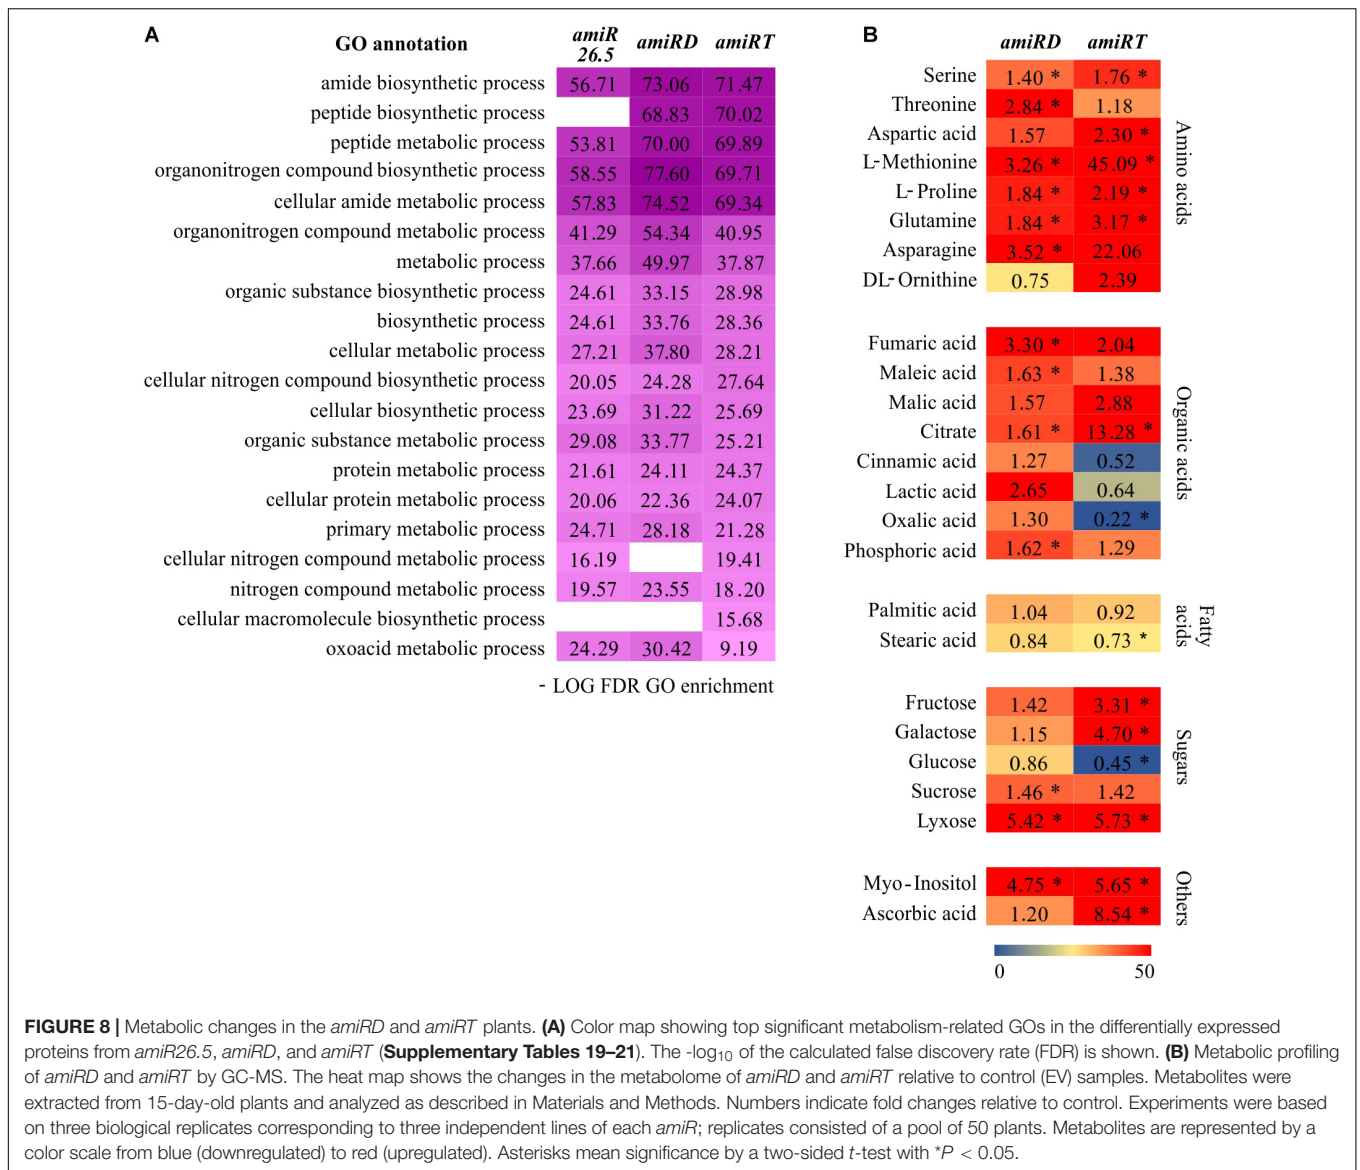 A
GO annotation amiR 26.5 amiRD amiRT
amide biosynthetic process 56.71 73.06 71.47
peptide biosynthetic process 68.83 70.02
peptide metabolic process 53.81 70.00 69.89
organonitrogen compound biosynthetic process 58.55 77.60 69.71
cellular amide metabolic process 57.83 74.52 69.34
organonitrogen compound metabolic process 41.29 54.34 40.95
metabolic process 37.66 49.97 37.87
organic substance biosynthetic process 24.61 33.15 28.98
biosynthetic process 24.61 33.76 28.36
cellular metabolic process 27.21 37.80 28.21
cellular nitrogen compound biosynthetic process 20.05 24.28 27.64
cellular biosynthetic process 23.69 31.22 25.69
organic substance metabolic process 29.08 33.77 25.21
protein metabolic process 21.61 24.11 24.37
cellular protein metabolic process 20.06 22.36 24.07
primary metabolic process 24.71 28.18 21.28
cellular nitrogen compound metabolic process 16.19 19.41
nitrogen compound metabolic process 19.57 23.55 18.20
cellular macromolecule biosynthetic process 15.68
oxoacid metabolic process 24.29 30.42 9.19
- LOG FDR GO enrichment
B
amiRD amiRT
Serine 1.40 * 1.76 *
Threonine 2.84 * 1.18
Aspartic acid 1.57 2.30 *
L-Methionine 3.26 * 45.09 *
L-Proline 1.84 * 2.19 *
Glutamine 1.84 * 3.17 *
Asparagine 3.52 * 22.06
DL-Ornithine 0.75 2.39
Amino acids
Fumaric acid 3.30 * 2.04
Maleic acid 1.63 * 1.38
Malic acid 1.57 2.88
Citrate 1.61 * 13.28 *
Cinnamic acid 1.27 0.52
Lactic acid 2.65 0.64
Oxalic acid 1.30 0.22 *
Phosphoric acid 1.62 * 1.29
Organic acids
Palmitic acid 1.04 0.92
Stearic acid 0.84 0.73 *
Fatty acids
Fructose 1.42 3.31 *
Galactose 1.15 4.70 *
Glucose 0.86 0.45 *
Sucrose 1.46 * 1.42
Lyxose 5.42 * 5.73 *
Sugars
Myo-Inositol 4.75 * 5.65 *
Ascorbic acid 1.20 8.54 *
Others
0 50
FIGURE 8 | Metabolic changes in the amiRD and amiRT plants. (A) Color map showing top significant metabolism-related GOs in the differentially expressed
proteins from amiR26.5, amiRD, and amiRT (Supplementary Tables 19–21). The -log10 of the calculated false discovery rate (FDR) is shown. (B) Metabolic profiling
of amiRD and amiRT by GC-MS. The heat map shows the changes in the metabolome of amiRD and amiRT relative to control (EV) samples. Metabolites were
extracted from 15-day-old plants and analyzed as described in Materials and Methods. Numbers indicate fold changes relative to control. Experiments were based
on three biological replicates corresponding to three independent lines of each amiR; replicates consisted of a pool of 50 plants. Metabolites are represented by a
color scale from blue (downregulated) to red (upregulated). Asterisks mean significance by a two-sided t-test with *P < 0.05.